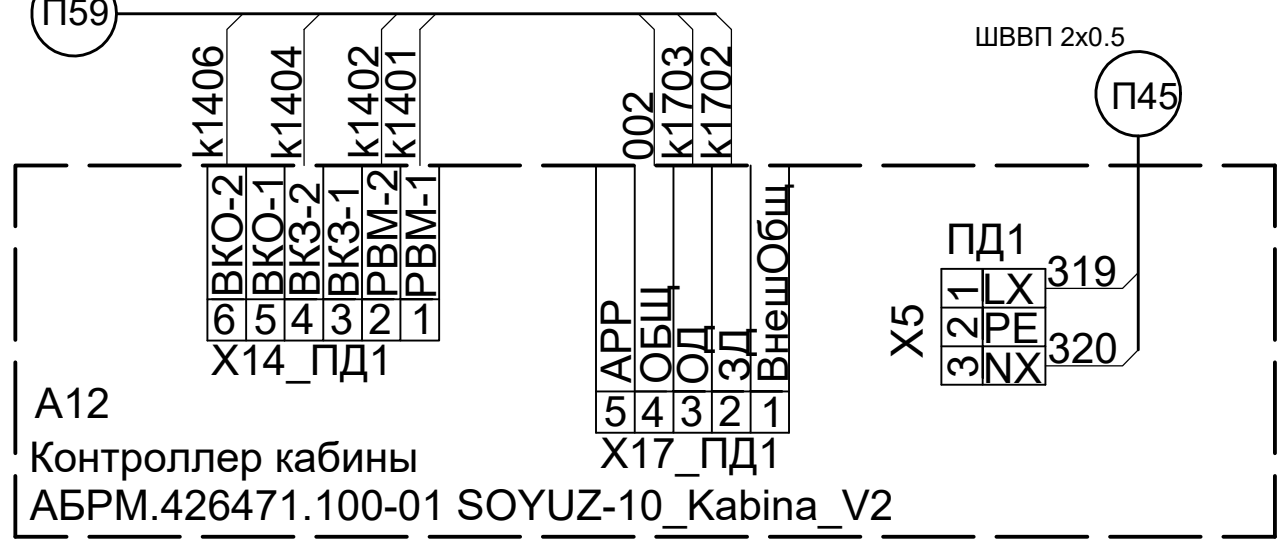 П59
ШВВП 2х0.5
П45
k1406
k1404
k1402
k1401
002
k1703
k1702
ВКО-2
ВКО-1
ВКЗ-2
ВКЗ-1
РВМ-2
РВМ-1
6 5 4 3 2 1
Х14_ПД1
АРР
ОБЩ
ОД
ЗД
ВнешОбщ
5 4 3 2 1
Х17_ПД1
ПД1
Х5
1 LX 319
2 PE
3 NX 320
А12
Контроллер кабины
АБРМ.426471.100-01 SOYUZ-10_Kabina_V2